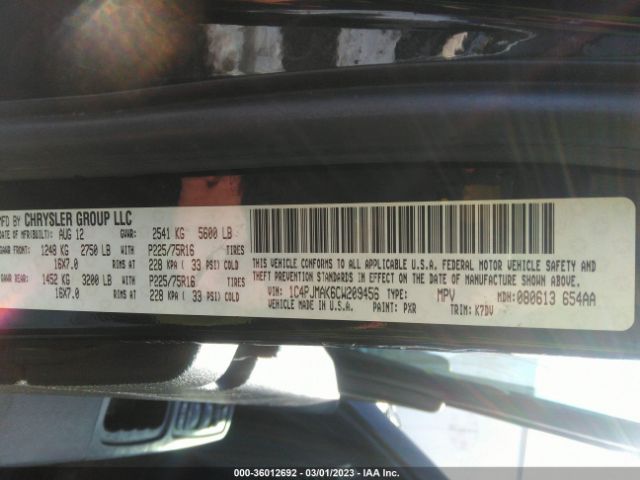 MFD BY CHRYSLER GROUP LLC
DATE OF MFR(BUILT): AUG 12 GVWR: 2541 KG 5600 LB
GAWR FRONT: 1248 KG 2750 LB WITH P225/75R16 TIRES
16X7.0 RIMS AT 228 KPA ( 33 PSI) COLD
GAWR REAR: 1452 KG 3200 LB WITH P225/75R16 TIRES
16X7.0 RIMS AT 228 KPA ( 33 PSI) COLD
THIS VEHICLE CONFORMS TO ALL APPLICABLE U.S.A. FEDERAL MOTOR VEHICLE SAFETY AND
THEFT PREVENTION STANDARDS IN EFFECT ON THE DATE OF MANUFACTURE SHOWN ABOVE.
VIN: 1C4PJMAK6CW209456 TYPE: MPV MDH: 080613 654AA
VEHICLE MADE IN U.S.A. PAINT: PXR TRIM: K7DV
000-36012692 - 03/01/2023 - IAA Inc.